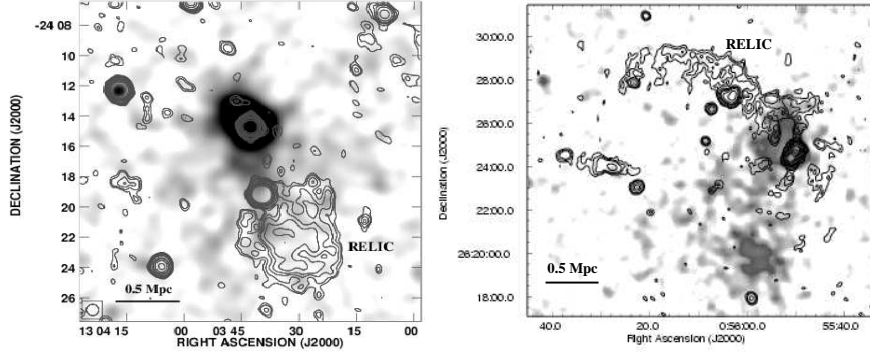 -24 08
10
12
14
16
18
20
22
24
26
DECLINATION (J2000)
RELIC
0.5 Mpc
13 04 15 00 03 45 30 15 00
RIGHT ASCENSION (J2000)
30:00.0
28:00.0
26:00.0
24:00.0
22:00.0
26:20:00.0
18:00.0
Declination (J2000)
RELIC
0.5 Mpc
40.0 20.0 0:56:00.0 55:40.0
Right Ascension (J2000)